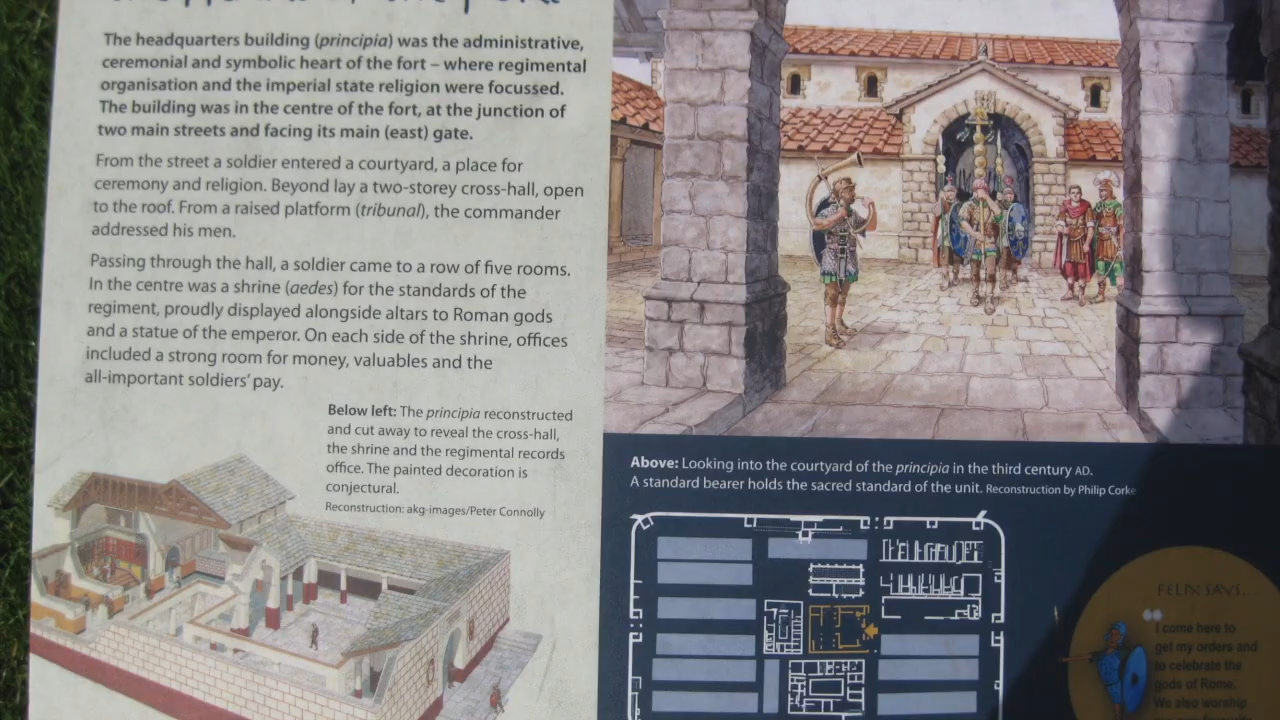 The headquarters building (principia) was the administrative,
ceremonial and symbolic heart of the fort – where regimental
organisation and the imperial state religion were focussed.
The building was in the centre of the fort, at the junction of
two main streets and facing its main (east) gate.
From the street a soldier entered a courtyard, a place for
ceremony and religion. Beyond lay a two-storey cross-hall, open
to the roof. From a raised platform (tribunal), the commander
addressed his men.
Passing through the hall, a soldier came to a row of five rooms.
In the centre was a shrine (aedes) for the standards of the
regiment, proudly displayed alongside altars to Roman gods
and a statue of the emperor. On each side of the shrine, offices
included a strong room for money, valuables and the
all-important soldiers' pay.
Below left: The principia reconstructed
and cut away to reveal the cross-hall,
the shrine and the regimental records
office. The painted decoration is
conjectural.
Reconstruction: akg-images/Peter Connolly
Above: Looking into the courtyard of the principia in the third century AD.
A standard bearer holds the sacred standard of the unit. Reconstruction by Philip Corke
FELIX SAYS...
“I come here to
get my orders and
to celebrate the
gods of Rome.
We also worship